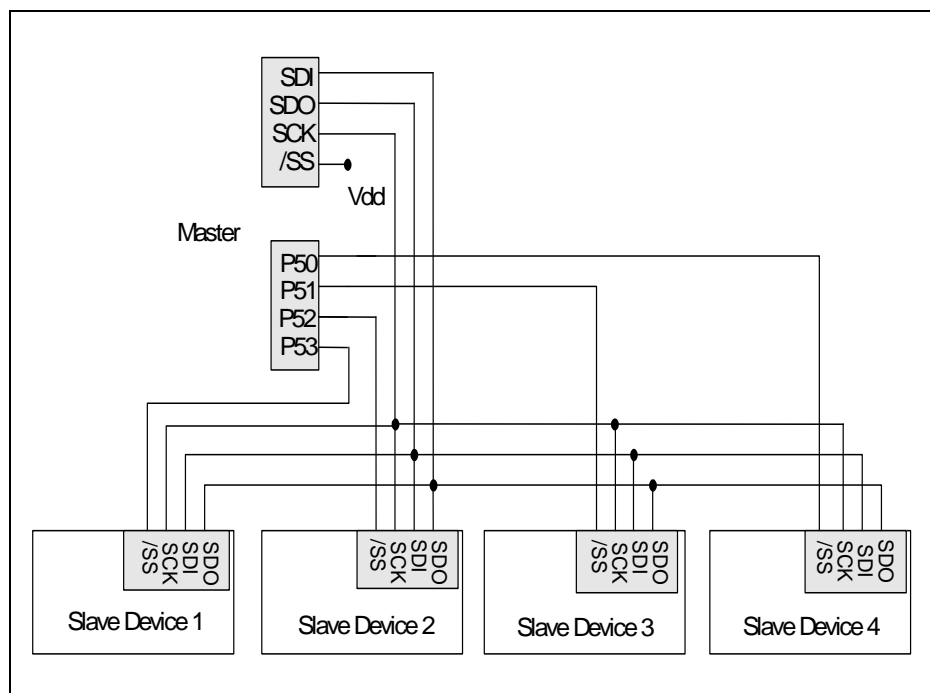 SDI
SDO
SCK
/SS
Vdd
Master
P50
P51
P52
P53
/SS
SCK
SDI
SDO
Slave Device 1
/SS
SCK
SDI
SDO
Slave Device 2
/SS
SCK
SDI
SDO
Slave Device 3
/SS
SCK
SDI
SDO
Slave Device 4